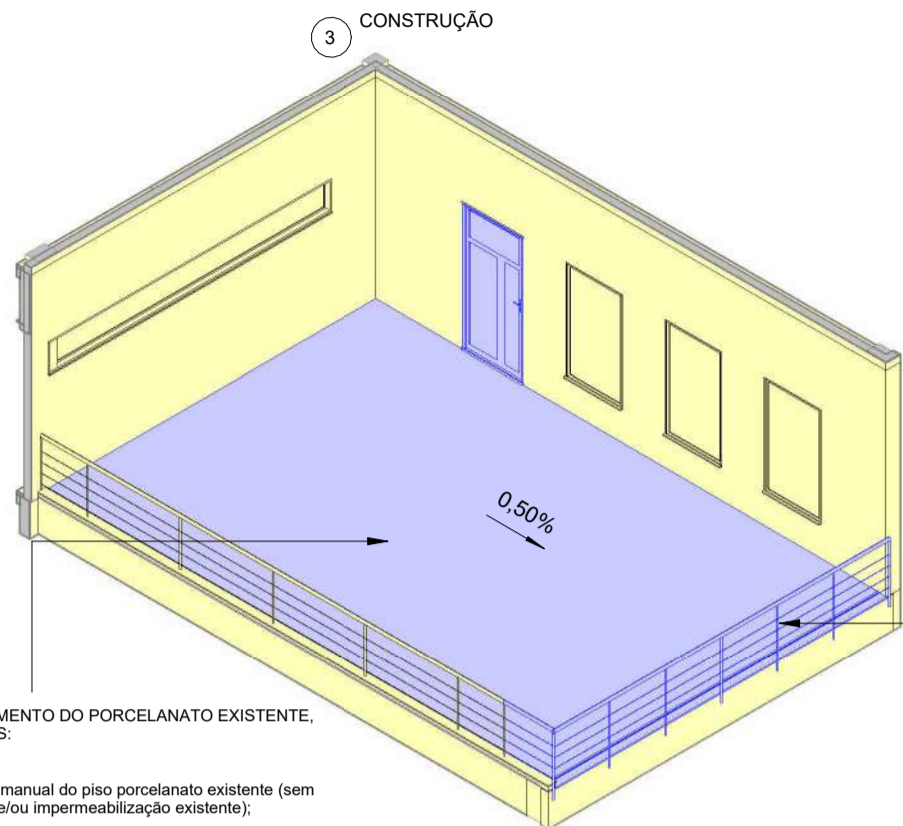 3
CONSTRUÇÃO
0,50%
MENTO DO PORCELANATO EXISTENTE,
S:
manual do piso porcelanato existente (sem
e/ou impermeabilização existente);